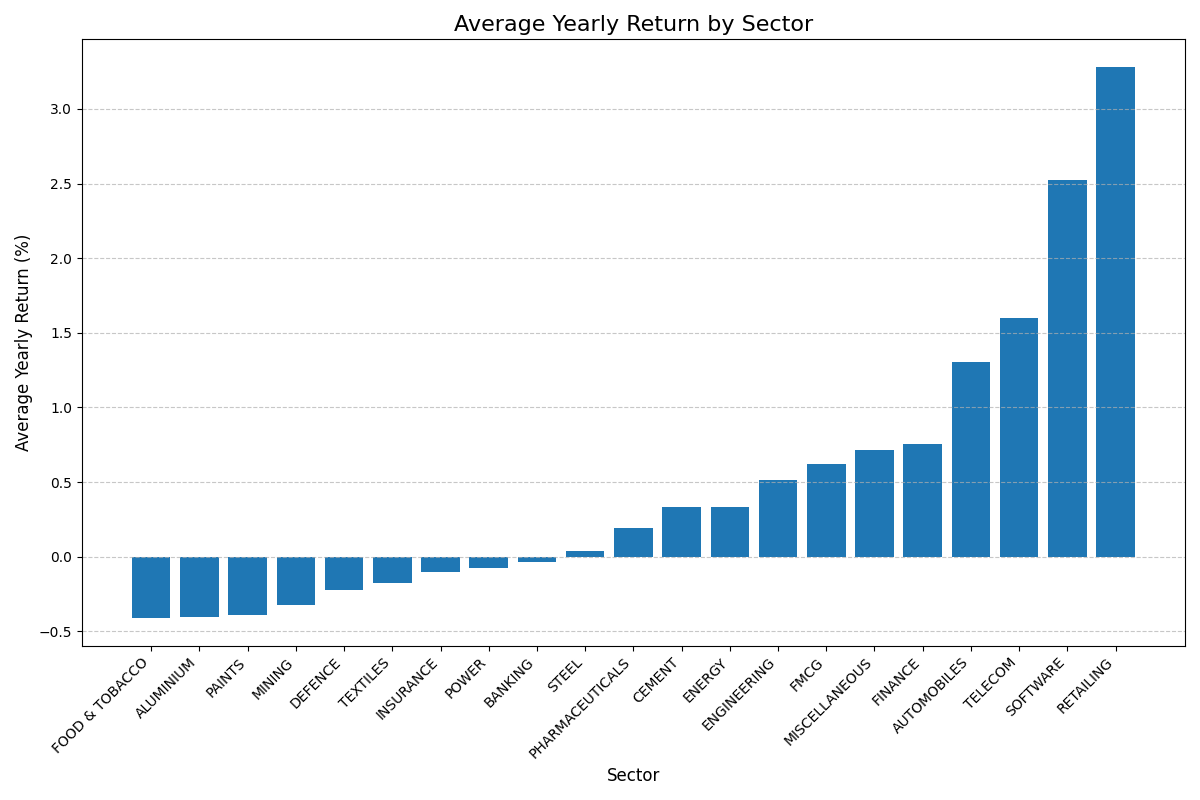 Average Yearly Return by Sector
Average Yearly Return (%)
3.0
2.5
2.0
1.5
1.0
0.5
0.0
−0.5
FOOD & TOBACCO
ALUMINIUM
PAINTS
MINING
DEFENCE
TEXTILES
INSURANCE
POWER
BANKING
STEEL
PHARMACEUTICALS
CEMENT
ENERGY
ENGINEERING
FMCG
MISCELLANEOUS
FINANCE
AUTOMOBILES
TELECOM
SOFTWARE
RETAILING
Sector